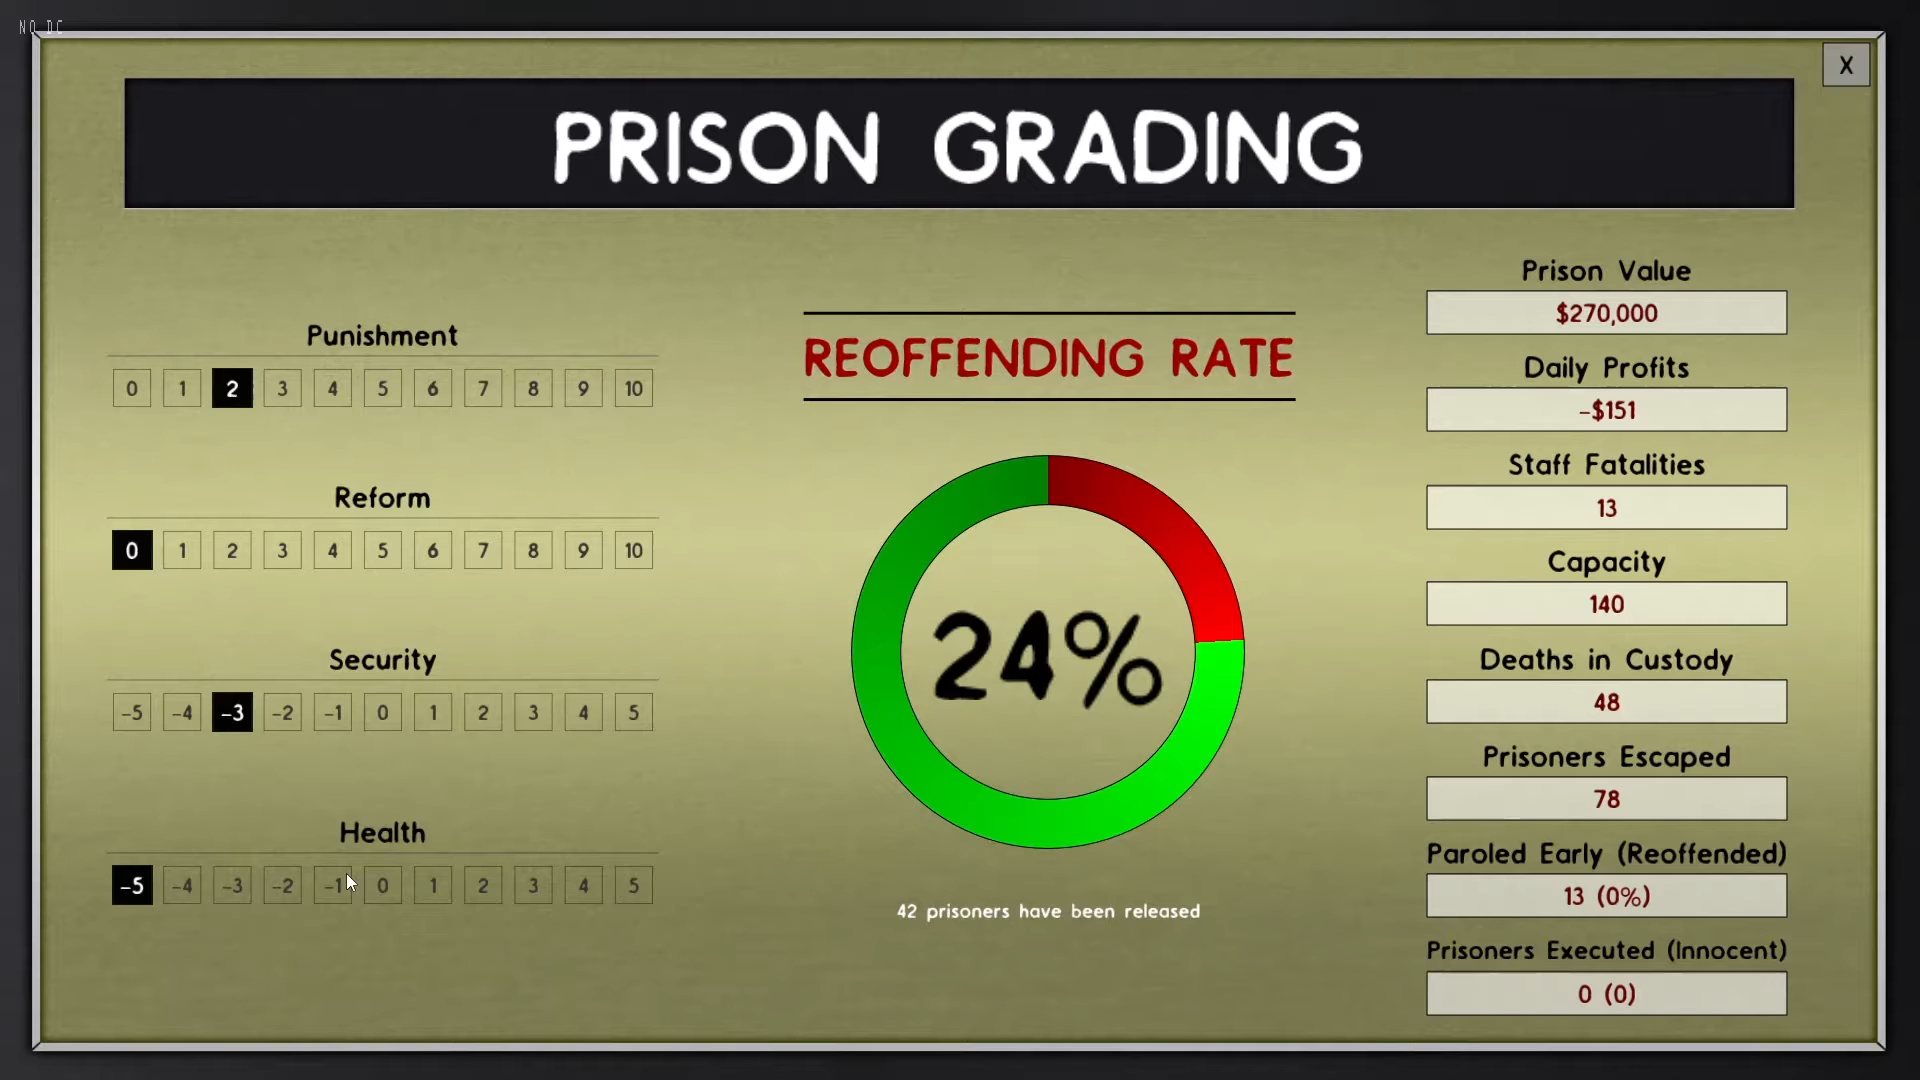 NO DC
X
PRISON GRADING
Punishment
0 1 2 3 4 5 6 7 8 9 10
Reform
0 1 2 3 4 5 6 7 8 9 10
Security
-5 -4 -3 -2 -1 0 1 2 3 4 5
Health
-5 -4 -3 -2 -1 0 1 2 3 4 5
REOFFENDING RATE
24%
42 prisoners have been released
Prison Value
$270,000
Daily Profits
-$151
Staff Fatalities
13
Capacity
140
Deaths in Custody
48
Prisoners Escaped
78
Paroled Early (Reoffended)
13 (0%)
Prisoners Executed (Innocent)
0 (0)